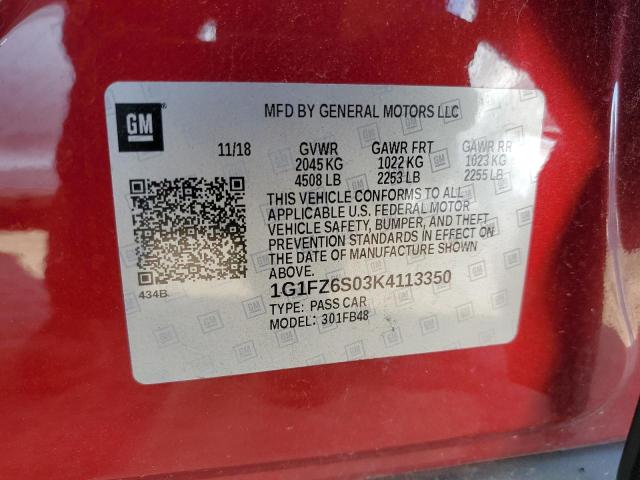 GM
MFD BY GENERAL MOTORS LLC
11/18 GVWR GAWR FRT GAWR RR
2045 KG 1022 KG 1023 KG
4508 LB 2253 LB 2255 LB
THIS VEHICLE CONFORMS TO ALL
APPLICABLE U.S. FEDERAL MOTOR
VEHICLE SAFETY, BUMPER, AND THEFT
PREVENTION STANDARDS IN EFFECT ON
THE DATE OF MANUFACTURE SHOWN
ABOVE.
434B
1G1FZ6S03K4113350
TYPE: PASS CAR
MODEL: 301FB48